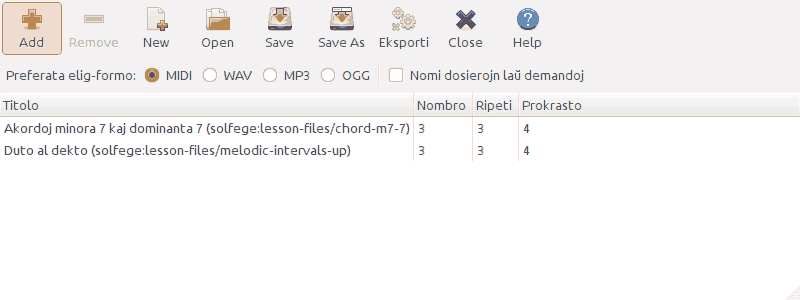 Add Remove New Open Save Save As Eksporti Close Help
Preferata elig-formo: MIDI WAV MP3 OGG Nomi dosierojn laŭ demandoj
Titolo Nombro Ripeti Prokrasto
Akordoj minora 7 kaj dominanta 7 (solfege:lesson-files/chord-m7-7) 3 3 4
Duto al dekto (solfege:lesson-files/melodic-intervals-up) 3 3 4